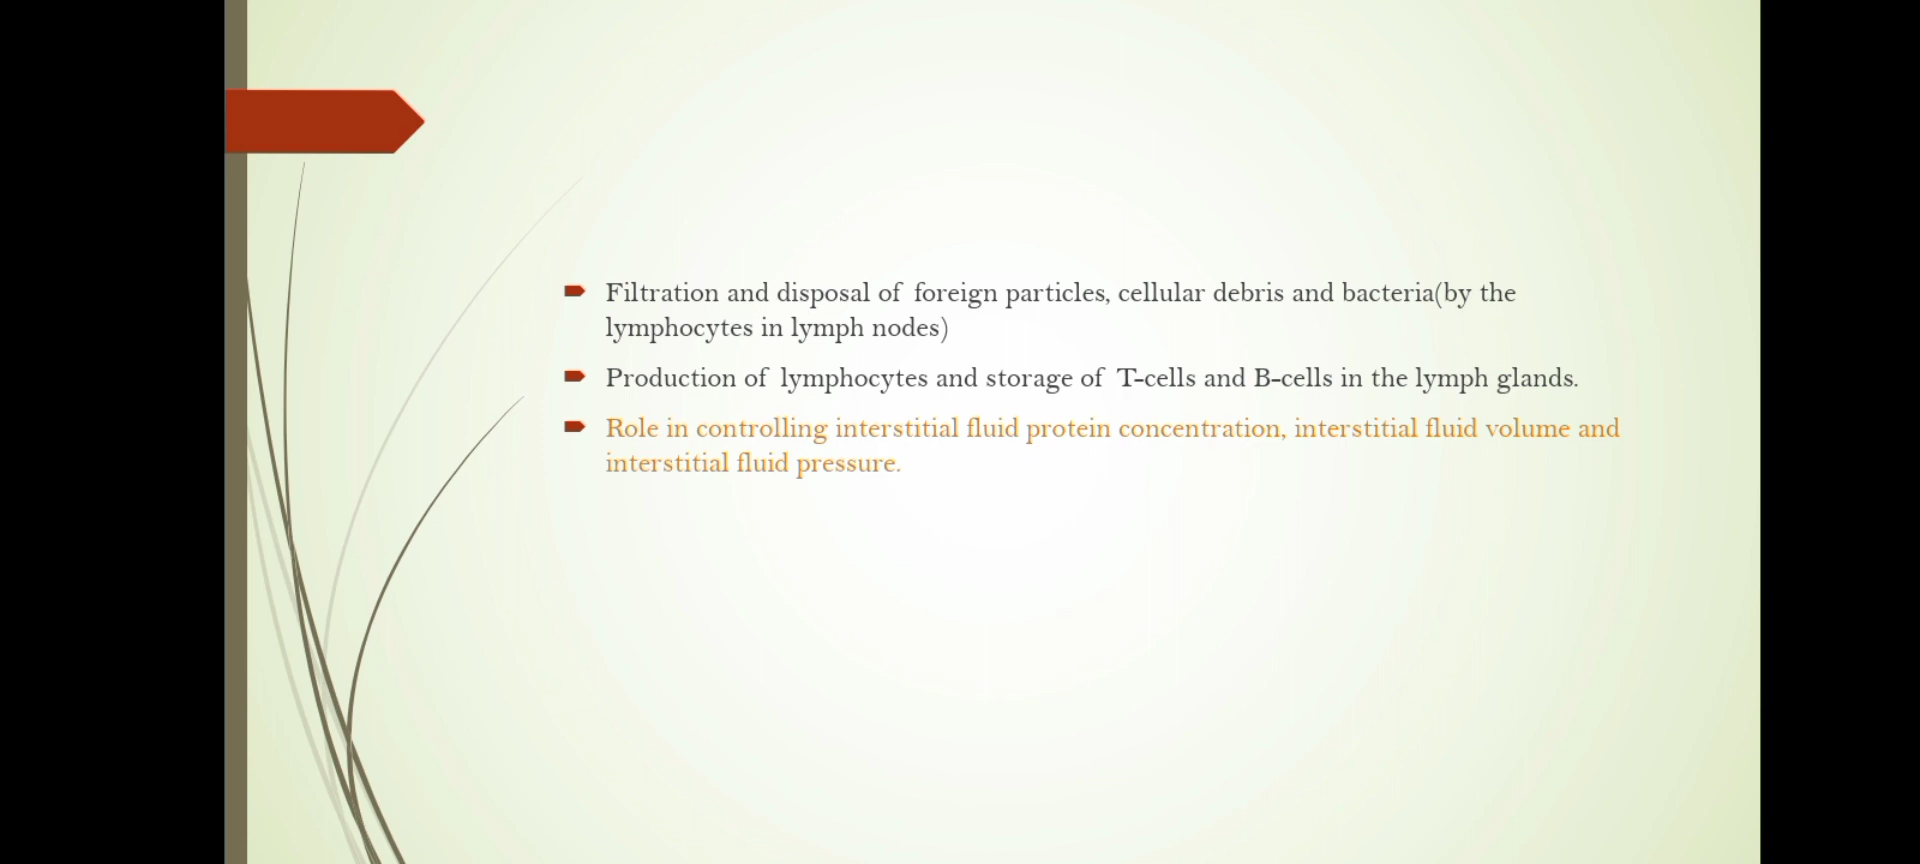 Filtration and disposal of foreign particles, cellular debris and bacteria(by the
lymphocytes in lymph nodes)
Production of lymphocytes and storage of T-cells and B-cells in the lymph glands.
Role in controlling interstitial fluid protein concentration, interstitial fluid volume and
interstitial fluid pressure.